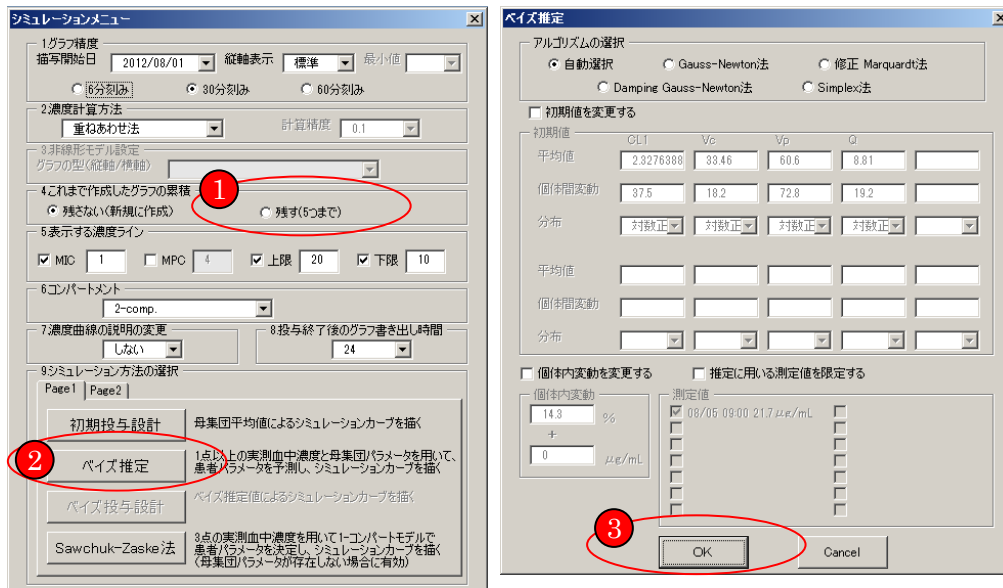 シミュレーションメニュー
1グラフ精度
描写開始日 2012/08/01 縦軸表示 標準 最小値
6分刻み 30分刻み 60分刻み
2.濃度計算方法
重ねあわせ法 計算精度 0.1
3.非線形モデル設定
グラフの型(縦軸/横軸)
4.これまで作成したグラフの累積
残さない(新規に作成) 残す(5つまで)
1
5.表示する濃度ライン
MIC 1 MPC 4 上限 20 下限 10
6.コンパートメント
2-comp.
7.濃度曲線の説明の変更
しない
8.投与終了後のグラフ書き出し時間
24
9.シミュレーション方法の選択
Page1 Page2
初期投与設計 母集団平均値によるシミュレーションカーブを描く
2
ベイズ推定 1点以上の実測血中濃度と母集団パラメータを用いて、
患者パラメータを予測し、シミュレーションカーブを描く
ベイズ投与設計 ベイズ推定値によるシミュレーションカーブを描く
Sawchuk-Zaske法 3点の実測血中濃度を用いて1-コンパートモデルで
患者パラメータを決定し、シミュレーションカーブを描く
(母集団パラメータが存在しない場合に有効)
ベイズ推定
アルゴリズムの選択
自動選択 Gauss-Newton法 修正 Marquardt法
Damping Gauss-Newton法 Simplex法
初期値を変更する
初期値
CL1 Vc Vp Q
平均値 2.3276388 33.46 60.6 8.81
個体間変動 37.5 18.2 72.8 19.2
分布 対数正 対数正 対数正 対数正
平均値
個体間変動
分布
個体内変動を変更する 推定に用いる測定値を限定する
個体内変動
14.3 %
+
0 μg/mL
測定値
08/05 09:00 21.7μg/mL
3
OK Cancel